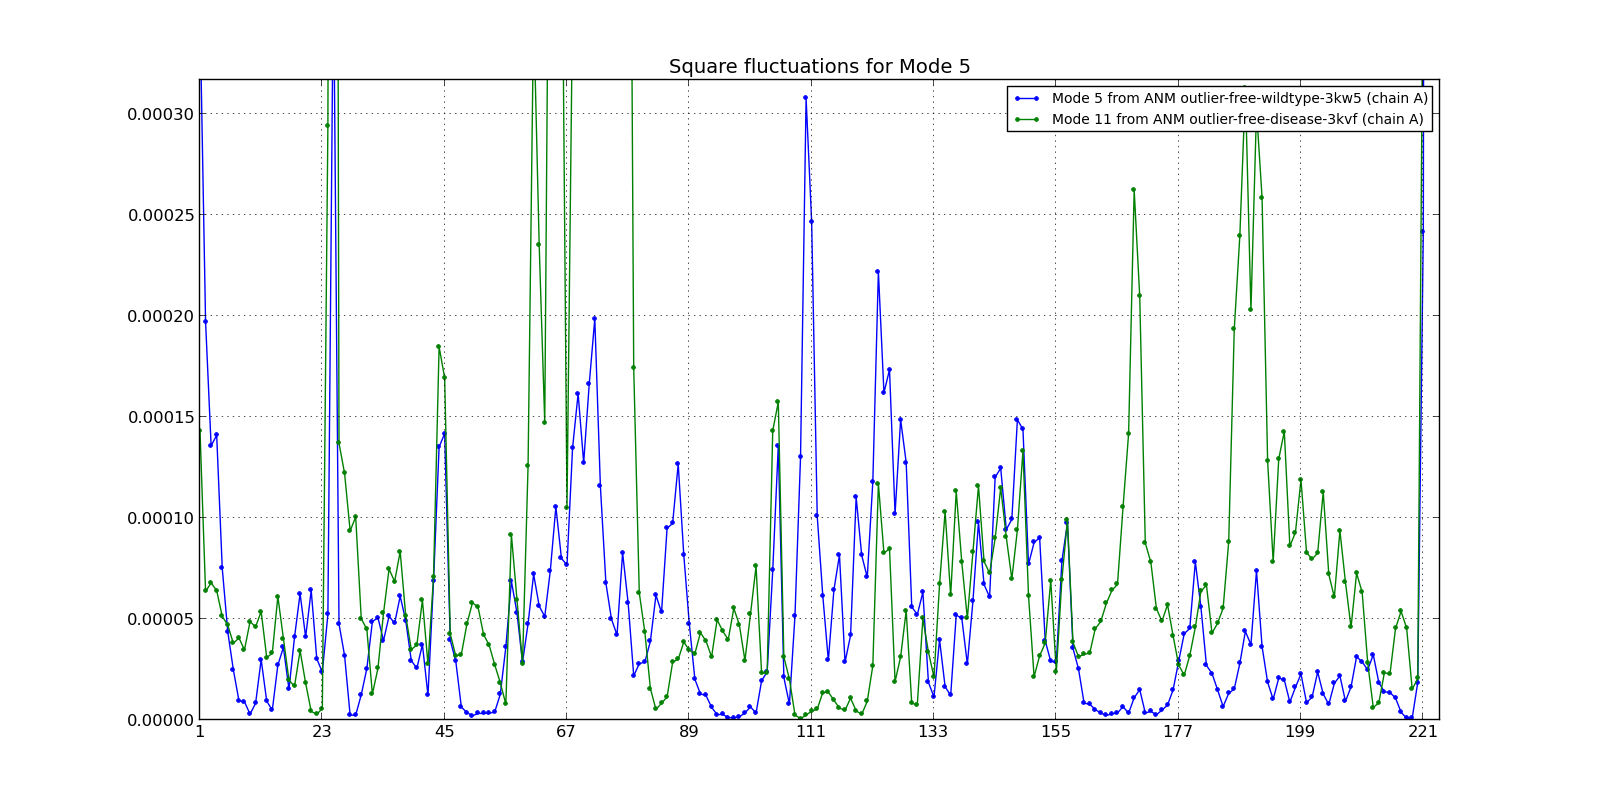 Square fluctuations for Mode 5
Mode 5 from ANM outlier-free-wildtype-3kw5 (chain A)
Mode 11 from ANM outlier-free-disease-3kvf (chain A)
0.00030
0.00025
0.00020
0.00015
0.00010
0.00005
0.00000
1 23 45 67 89 111 133 155 177 199 221